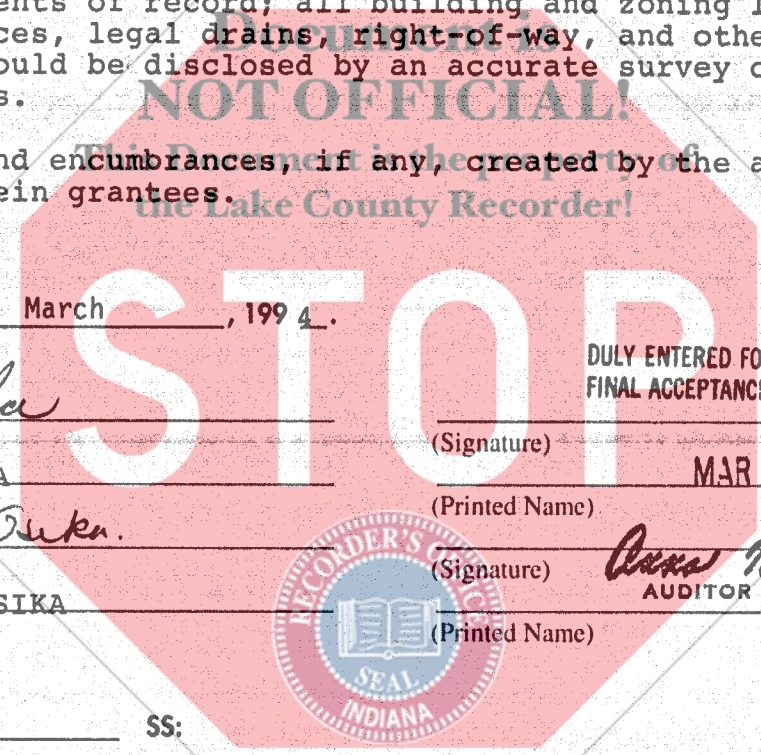 ents of record; all building and zoning
Document is
ces, legal drains, right-of-way, and othe
ould be disclosed by an accurate survey o
NOT OFFICIAL!
s.
This Document is the property of
nd encumbrances, if any, created by the a
ein grantees.
the Lake County Recorder!
STOP
March , 1994.
DULY ENTERED FO
FINAL ACCEPTANCE
(Signature)
MAR
(Printed Name)
(Signature)
AUDITOR
SIKA
(Printed Name)
RECORDER'S OFFICE
SEAL
INDIANA
SS: